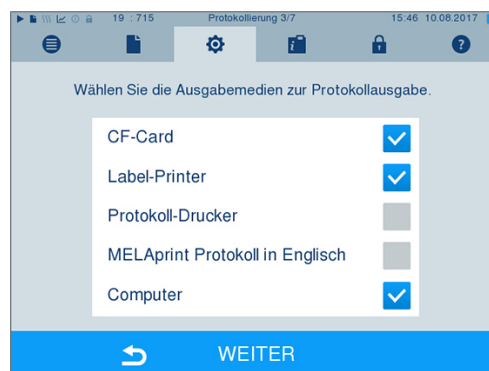 19 : 715 Protokollierung 3/7 15:46 10.08.2017
Wählen Sie die Ausgabemedien zur Protokollausgabe.
CF-Card
Label-Printer
Protokoll-Drucker
MELAprint Protokoll in Englisch
Computer
WEITER